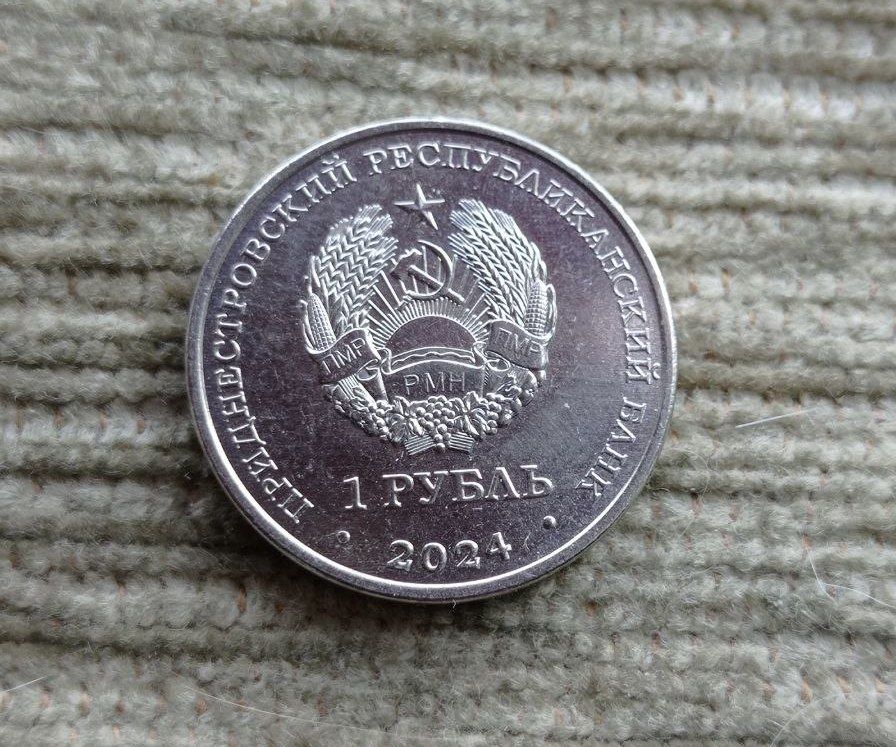 ПРИДНЕСТРОВСКИЙ РЕСПУБЛИКАНСКИЙ БАНК
ПМР
РМН
ПМР
1 РУБЛЬ
2024